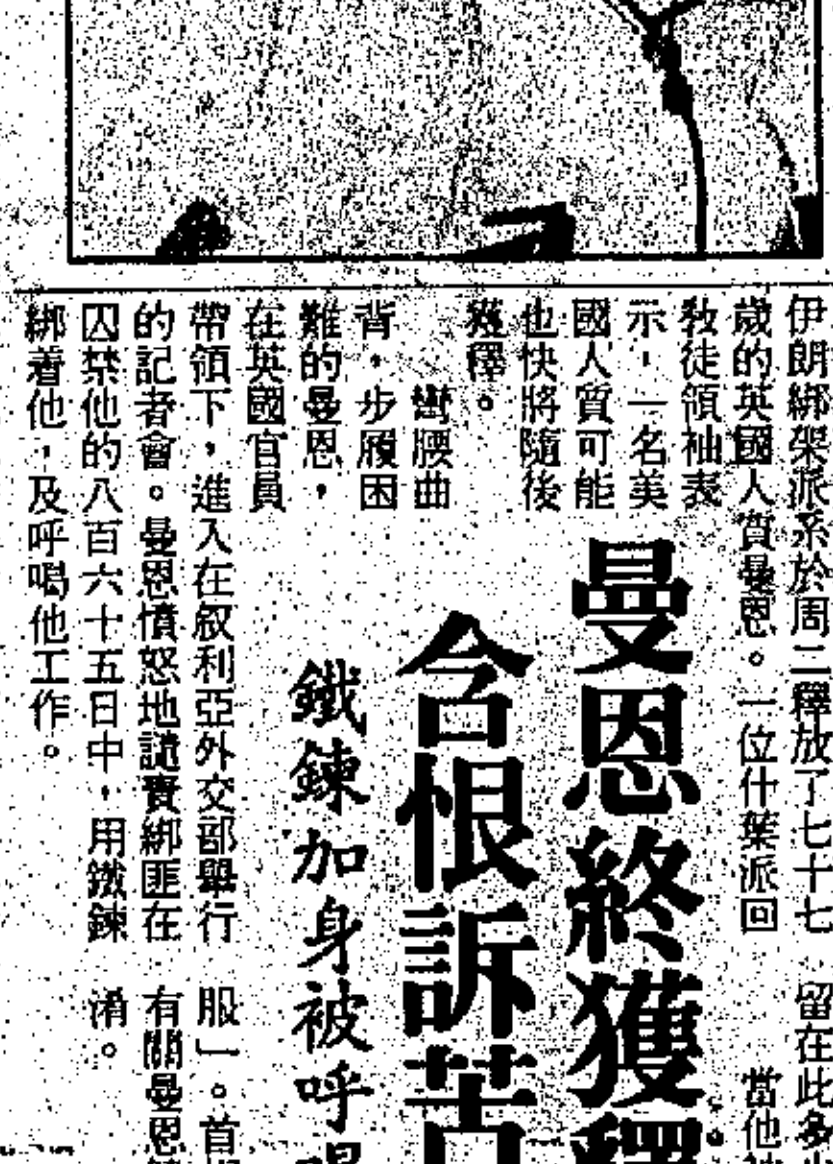 曼恩終獲釋
含恨訴苦
鐵鍊加身被呼喝
伊朗綁架派系於周二釋放了七十七
歲的英國人質曼恩。一位什葉派回
教徒領袖表
示,一名美
國人質可能
也快將隨後
獲釋。
彎腰曲
背,步履困
難的曼恩,
在英國官員
帶領下,進入在叙利亞外交部舉行
的記者會。曼恩憤怒地譴責綁匪在
囚禁他的八百六十五日中,用鐵鍊
綁着他,及呼喝他工作。
留在此多
當他
服」。首
有關曼恩
淆。